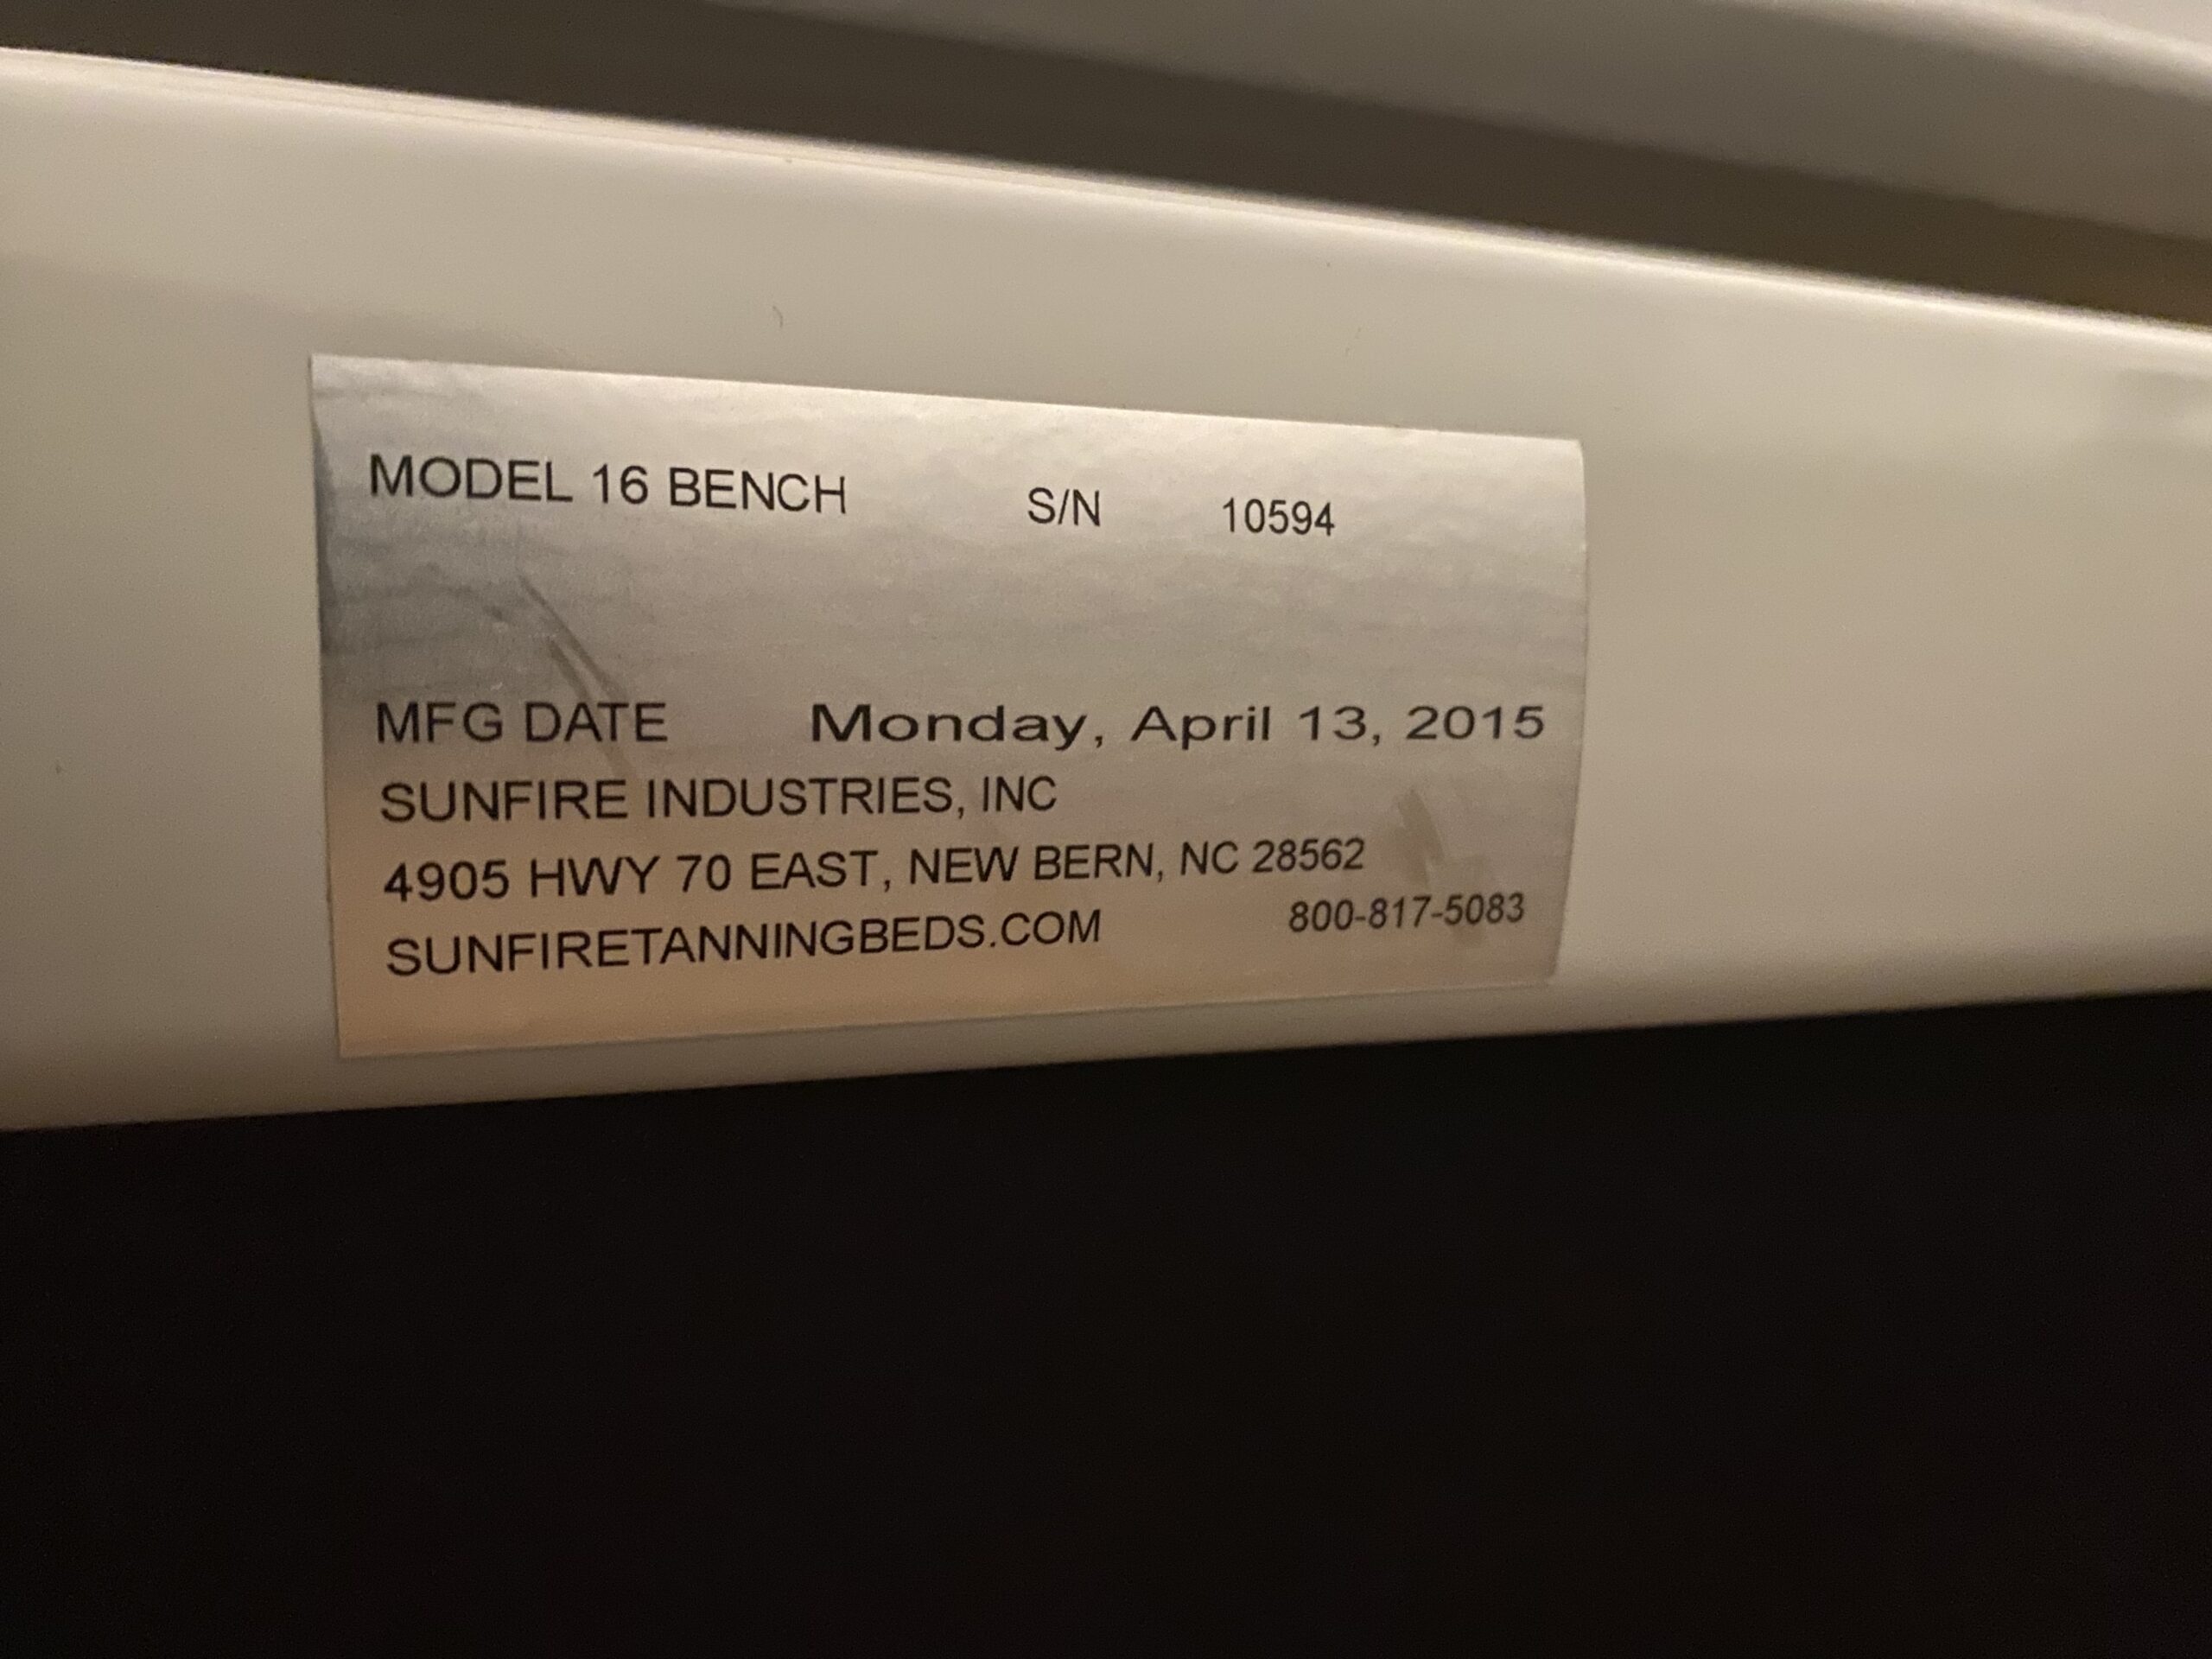 MODEL 16 BENCH S/N 10594
MFG DATE Monday, April 13, 2015
SUNFIRE INDUSTRIES, INC
4905 HWY 70 EAST, NEW BERN, NC 28562
SUNFIRETANNINGBEDS.COM 800-817-5083